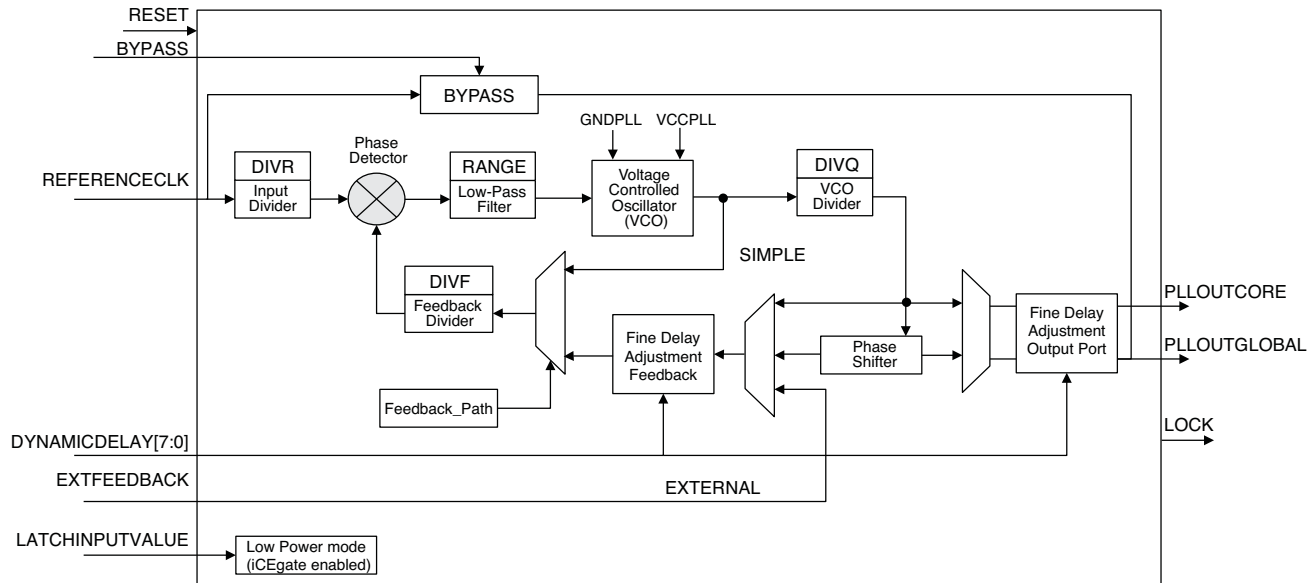 RESET
BYPASS
BYPASS
GNDPLL
VCCPLL
Phase
Detector
REFERENCECLK
DIVR
Input
Divider
RANGE
Low-Pass
Filter
Voltage
Controlled
Oscillator
(VCO)
DIVQ
VCO
Divider
SIMPLE
DIVF
Feedback
Divider
Fine Delay
Adjustment
Feedback
Phase
Shifter
Fine Delay
Adjustment
Output Port
PLLOUTCORE
PLLOUTGLOBAL
Feedback_Path
DYNAMICDELAY[7:0]
LOCK
EXTFEEDBACK
EXTERNAL
LATCHINPUTVALUE
Low Power mode
(iCEgate enabled)